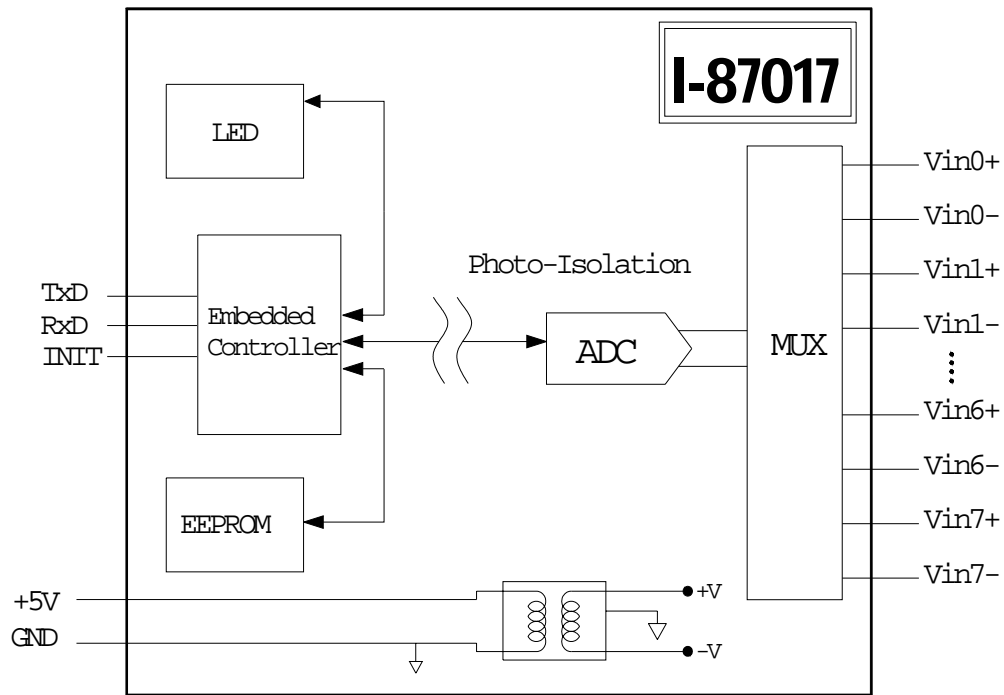 I-87017
LED
Vin0+
Vin0-
Photo-Isolation
Vin1+
TxD
RxD
INIT
Embedded
Controller
ADC
MUX
Vin1-
Vin6+
Vin6-
EEPROM
Vin7+
Vin7-
+5V
+V
GND
-V